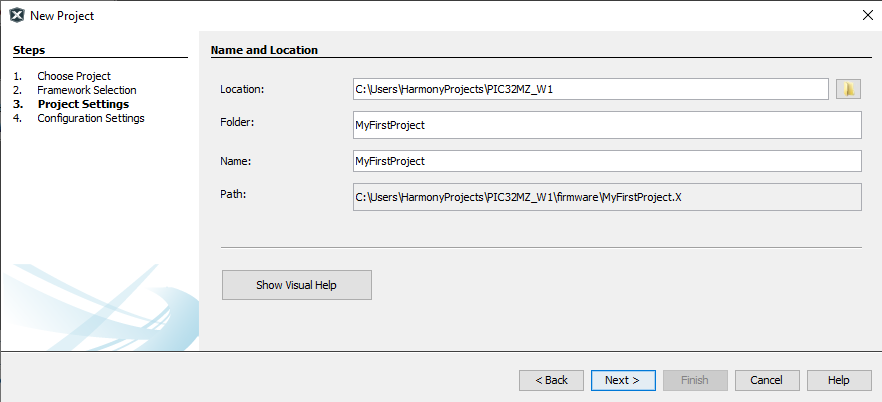 New Project
Steps
1. Choose Project
2. Framework Selection
3. Project Settings
4. Configuration Settings
Name and Location
Location: C:\Users\HarmonyProjects\PIC32MZ_W1
Folder: MyFirstProject
Name: MyFirstProject
Path: C:\Users\HarmonyProjects\PIC32MZ_W1\firmware\MyFirstProject.X
Show Visual Help
< Back Next > Finish Cancel Help